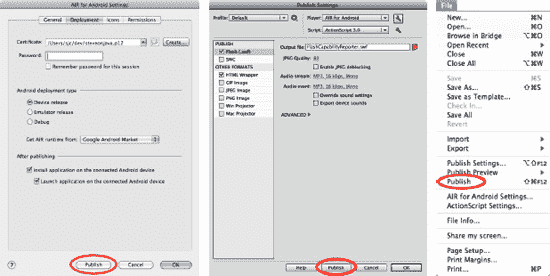 AIR for Android Settings
General
Deployment
Icons
Permissions
Certificate:
Create...
Password:
Remember password for this session
Android deployment type
Device release
Emulator release
Debug
Get AIR runtime from: Google Android Market
After publishing
Install application on the connected Android device
Launch application on the connected Android device
?
Publish
Cancel
OK
Publish Settings
Profile: Default
Player: AIR for Android
Script: ActionScript 3.0
PUBLISH
Flash (.swf)
SWC
OTHER FORMATS
HTML Wrapper
GIF Image
JPEG Image
PNG Image
Win Projector
Mac Projector
Output file: FlashCapabilityReporter.swf
JPEG Quality: 80
Enable JPEG deblocking
Audio stream: MP3, 16 kbps, Mono
Audio event: MP3, 16 kbps, Mono
Override sound settings
Export device sounds
ADVANCED
Help
Publish
Cancel
OK
File
New... ⌘N
Open... ⌘O
Browse in Bridge ⌥⌘O
Open Recent
Close ⌘W
Close All ⌥⌘W
Save ⌘S
Save As... ⇧⌘S
Save as Template...
Check In...
Save All
Revert
Import
Export
Publish Settings... ⌥⇧F12
Publish Preview
Publish ⇧⌘F12
AIR for Android Settings...
ActionScript Settings...
File Info...
Share my screen...
Page Setup...
Print Margins...
Print... ⌘P